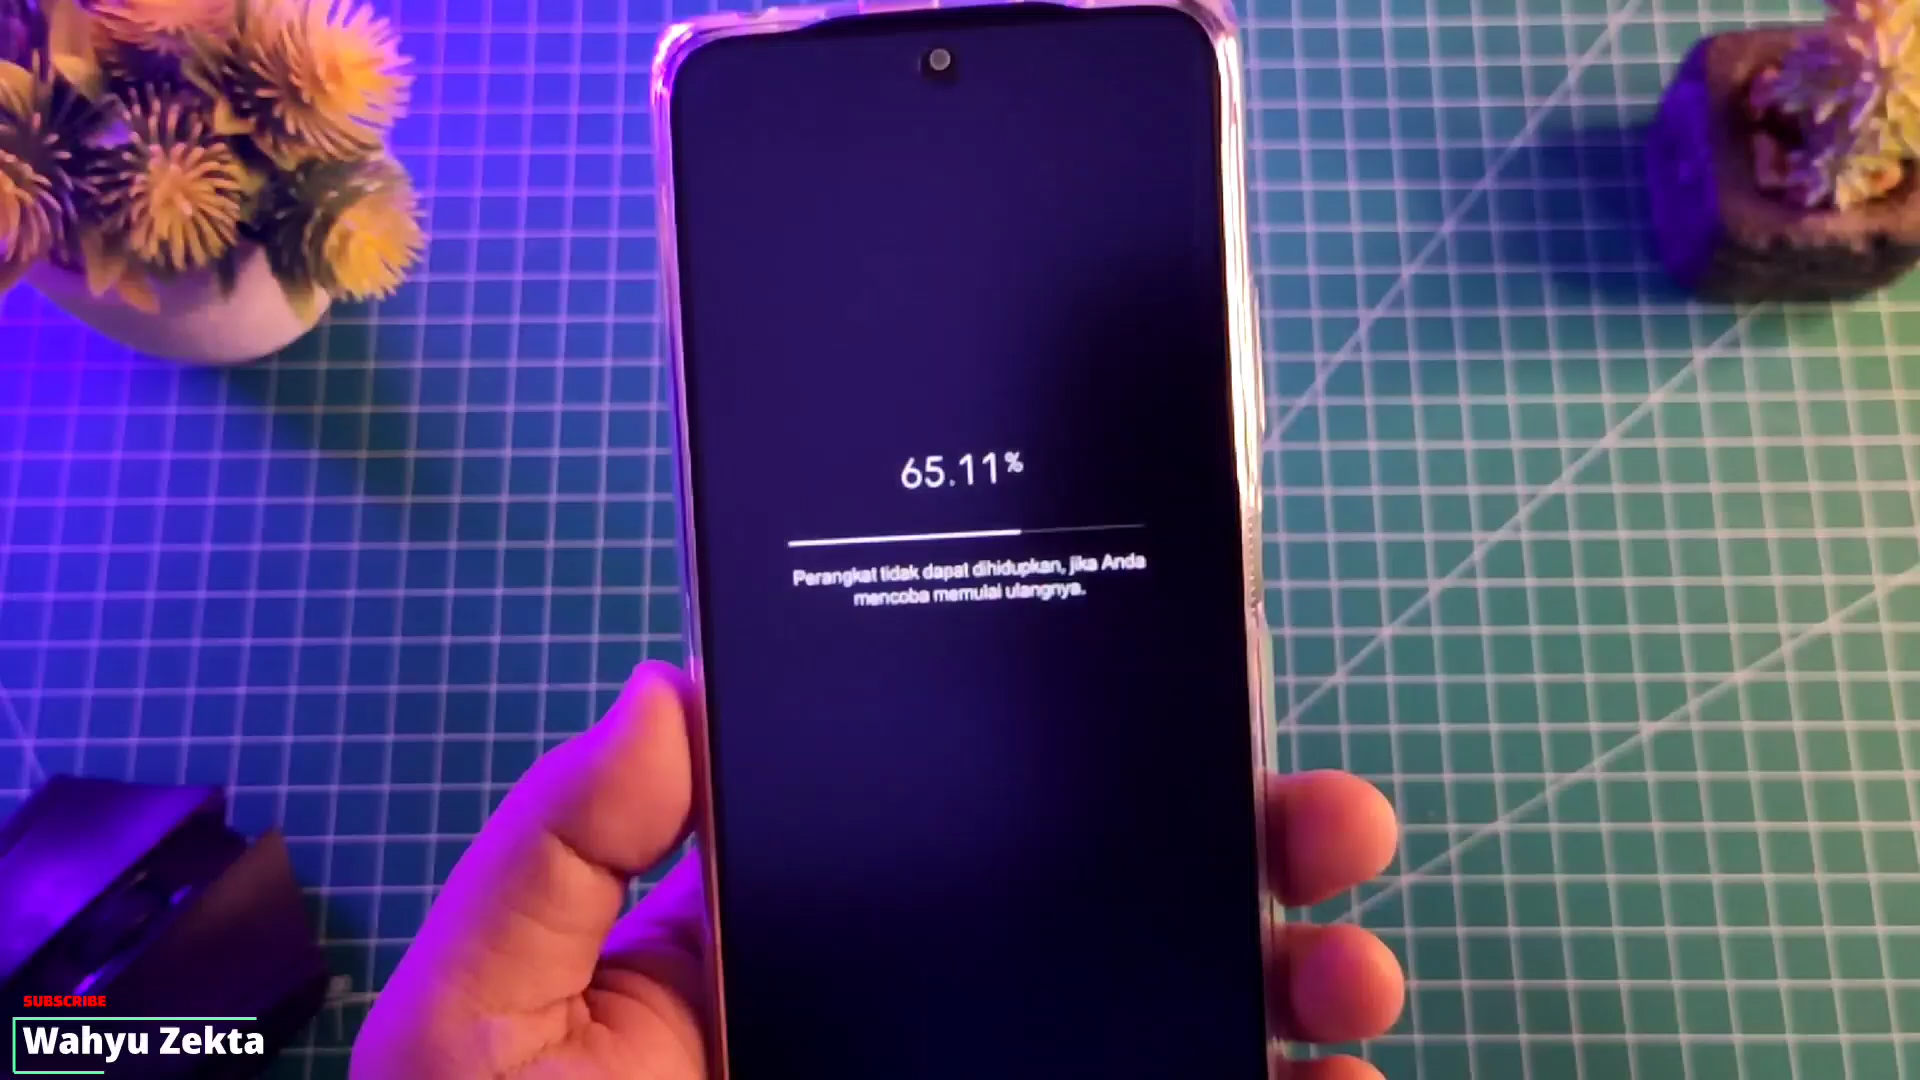 65.11%
Perangkat tidak dapat dihidupkan, jika Anda
mencoba memulai ulangnya.
SUBSCRIBE
Wahyu Zekta